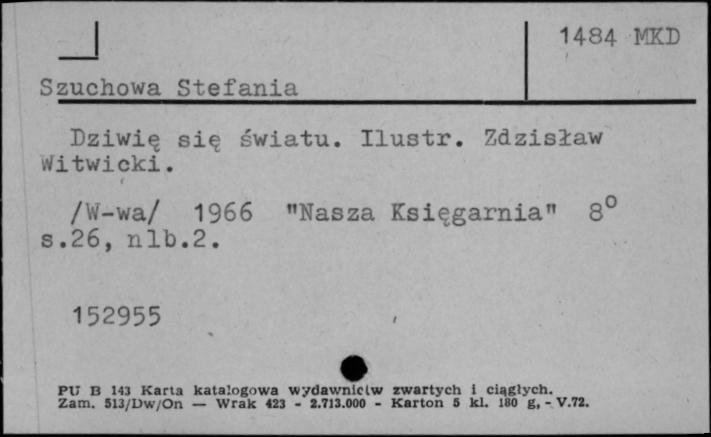 1484 MKD
Szuchowa Stefania
Dziwię się światu. Ilustr. Zdzisław
Witwicki.
/W-wa/ 1966 "Nasza Księgarnia" 8°
s.26, nlb.2.
152955
PU B 143 Karta katalogowa wydawnictw zwartych i ciągłych.
Zam. 513/Dw/On — Wrak 423 - 2.713.000 - Karton 5 kl. 180 g, - V.72.